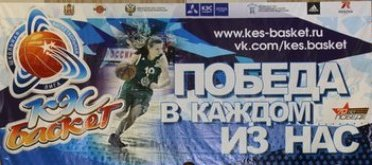 www.kes-basket.ru
vk.com/kes.basket
КЭС
БАСКЕТ
ПОБЕДА
В КАЖДОМ
ИЗ НАС